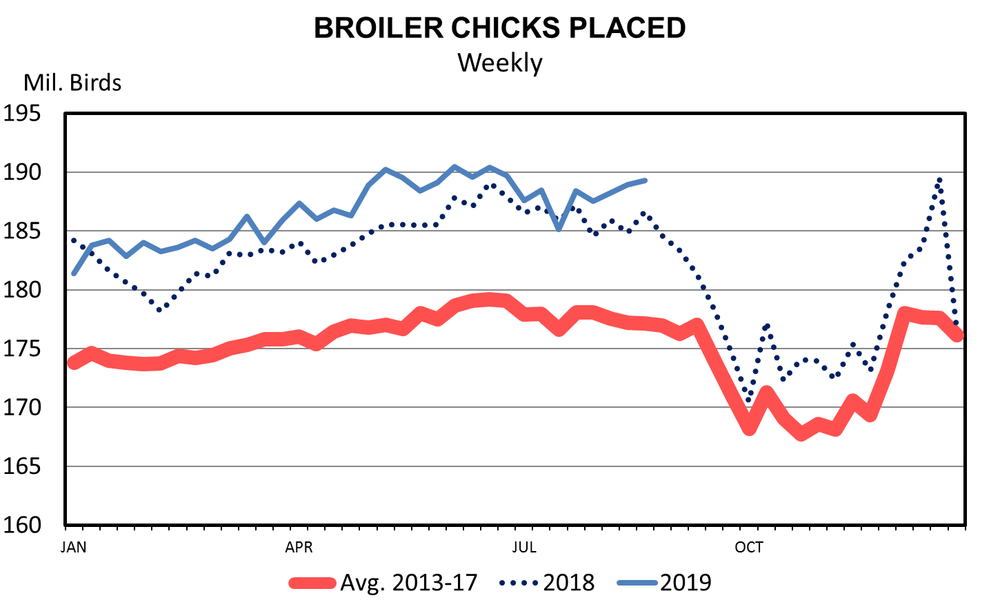 BROILER CHICKS PLACED
Weekly
Mil. Birds
195
190
185
180
175
170
165
160
JAN APR JUL OCT
Avg. 2013-17 2018 2019